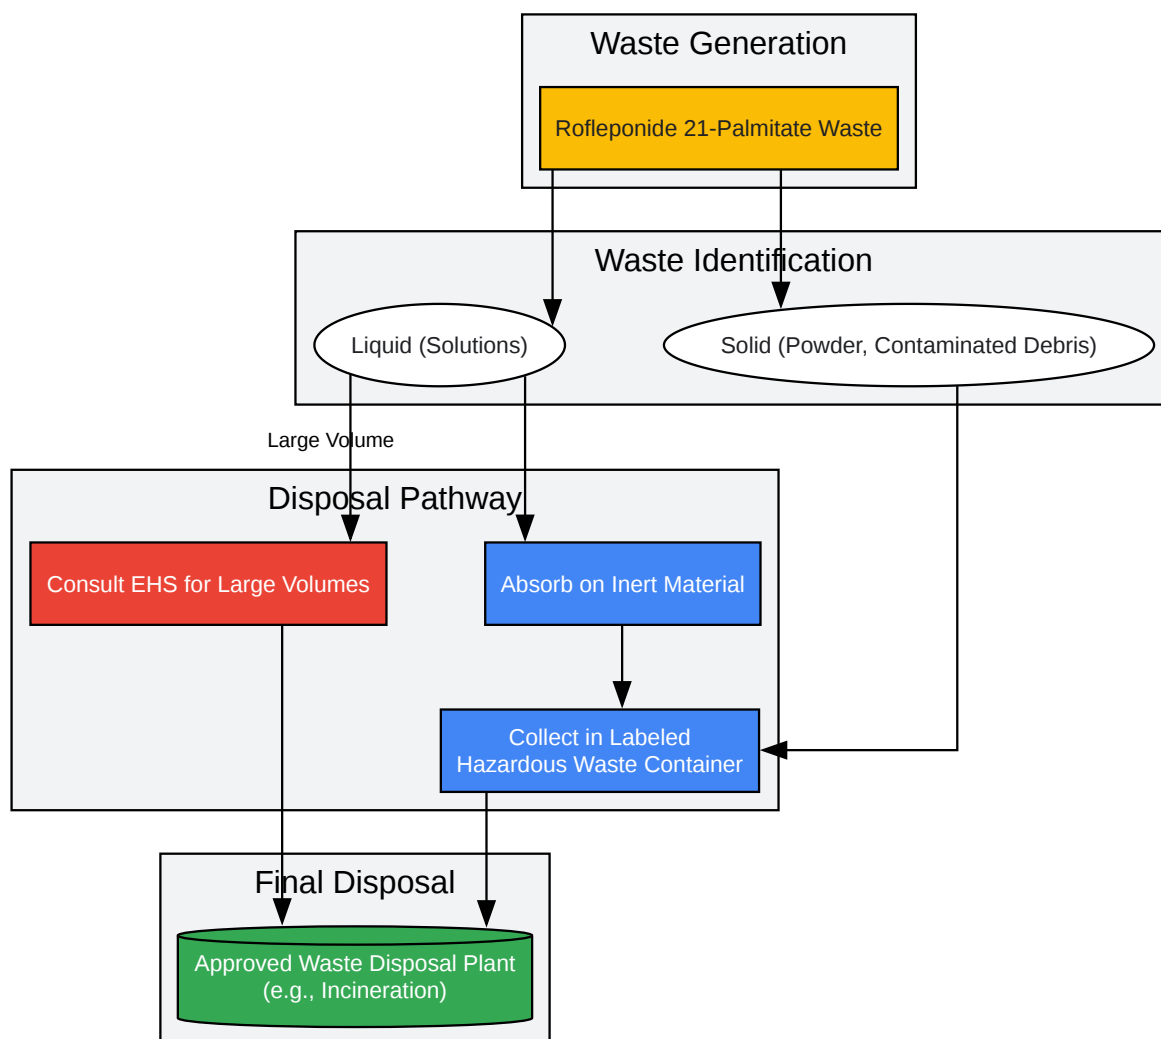 Waste Generation
Rofleponide 21-Palmitate Waste
Waste Identification
Liquid (Solutions)
Solid (Powder, Contaminated Debris)
Large Volume
Disposal Pathway
Consult EHS for Large Volumes
Absorb on Inert Material
Collect in Labeled
Hazardous Waste Container
Final Disposal
Approved Waste Disposal Plant
(e.g., Incineration)